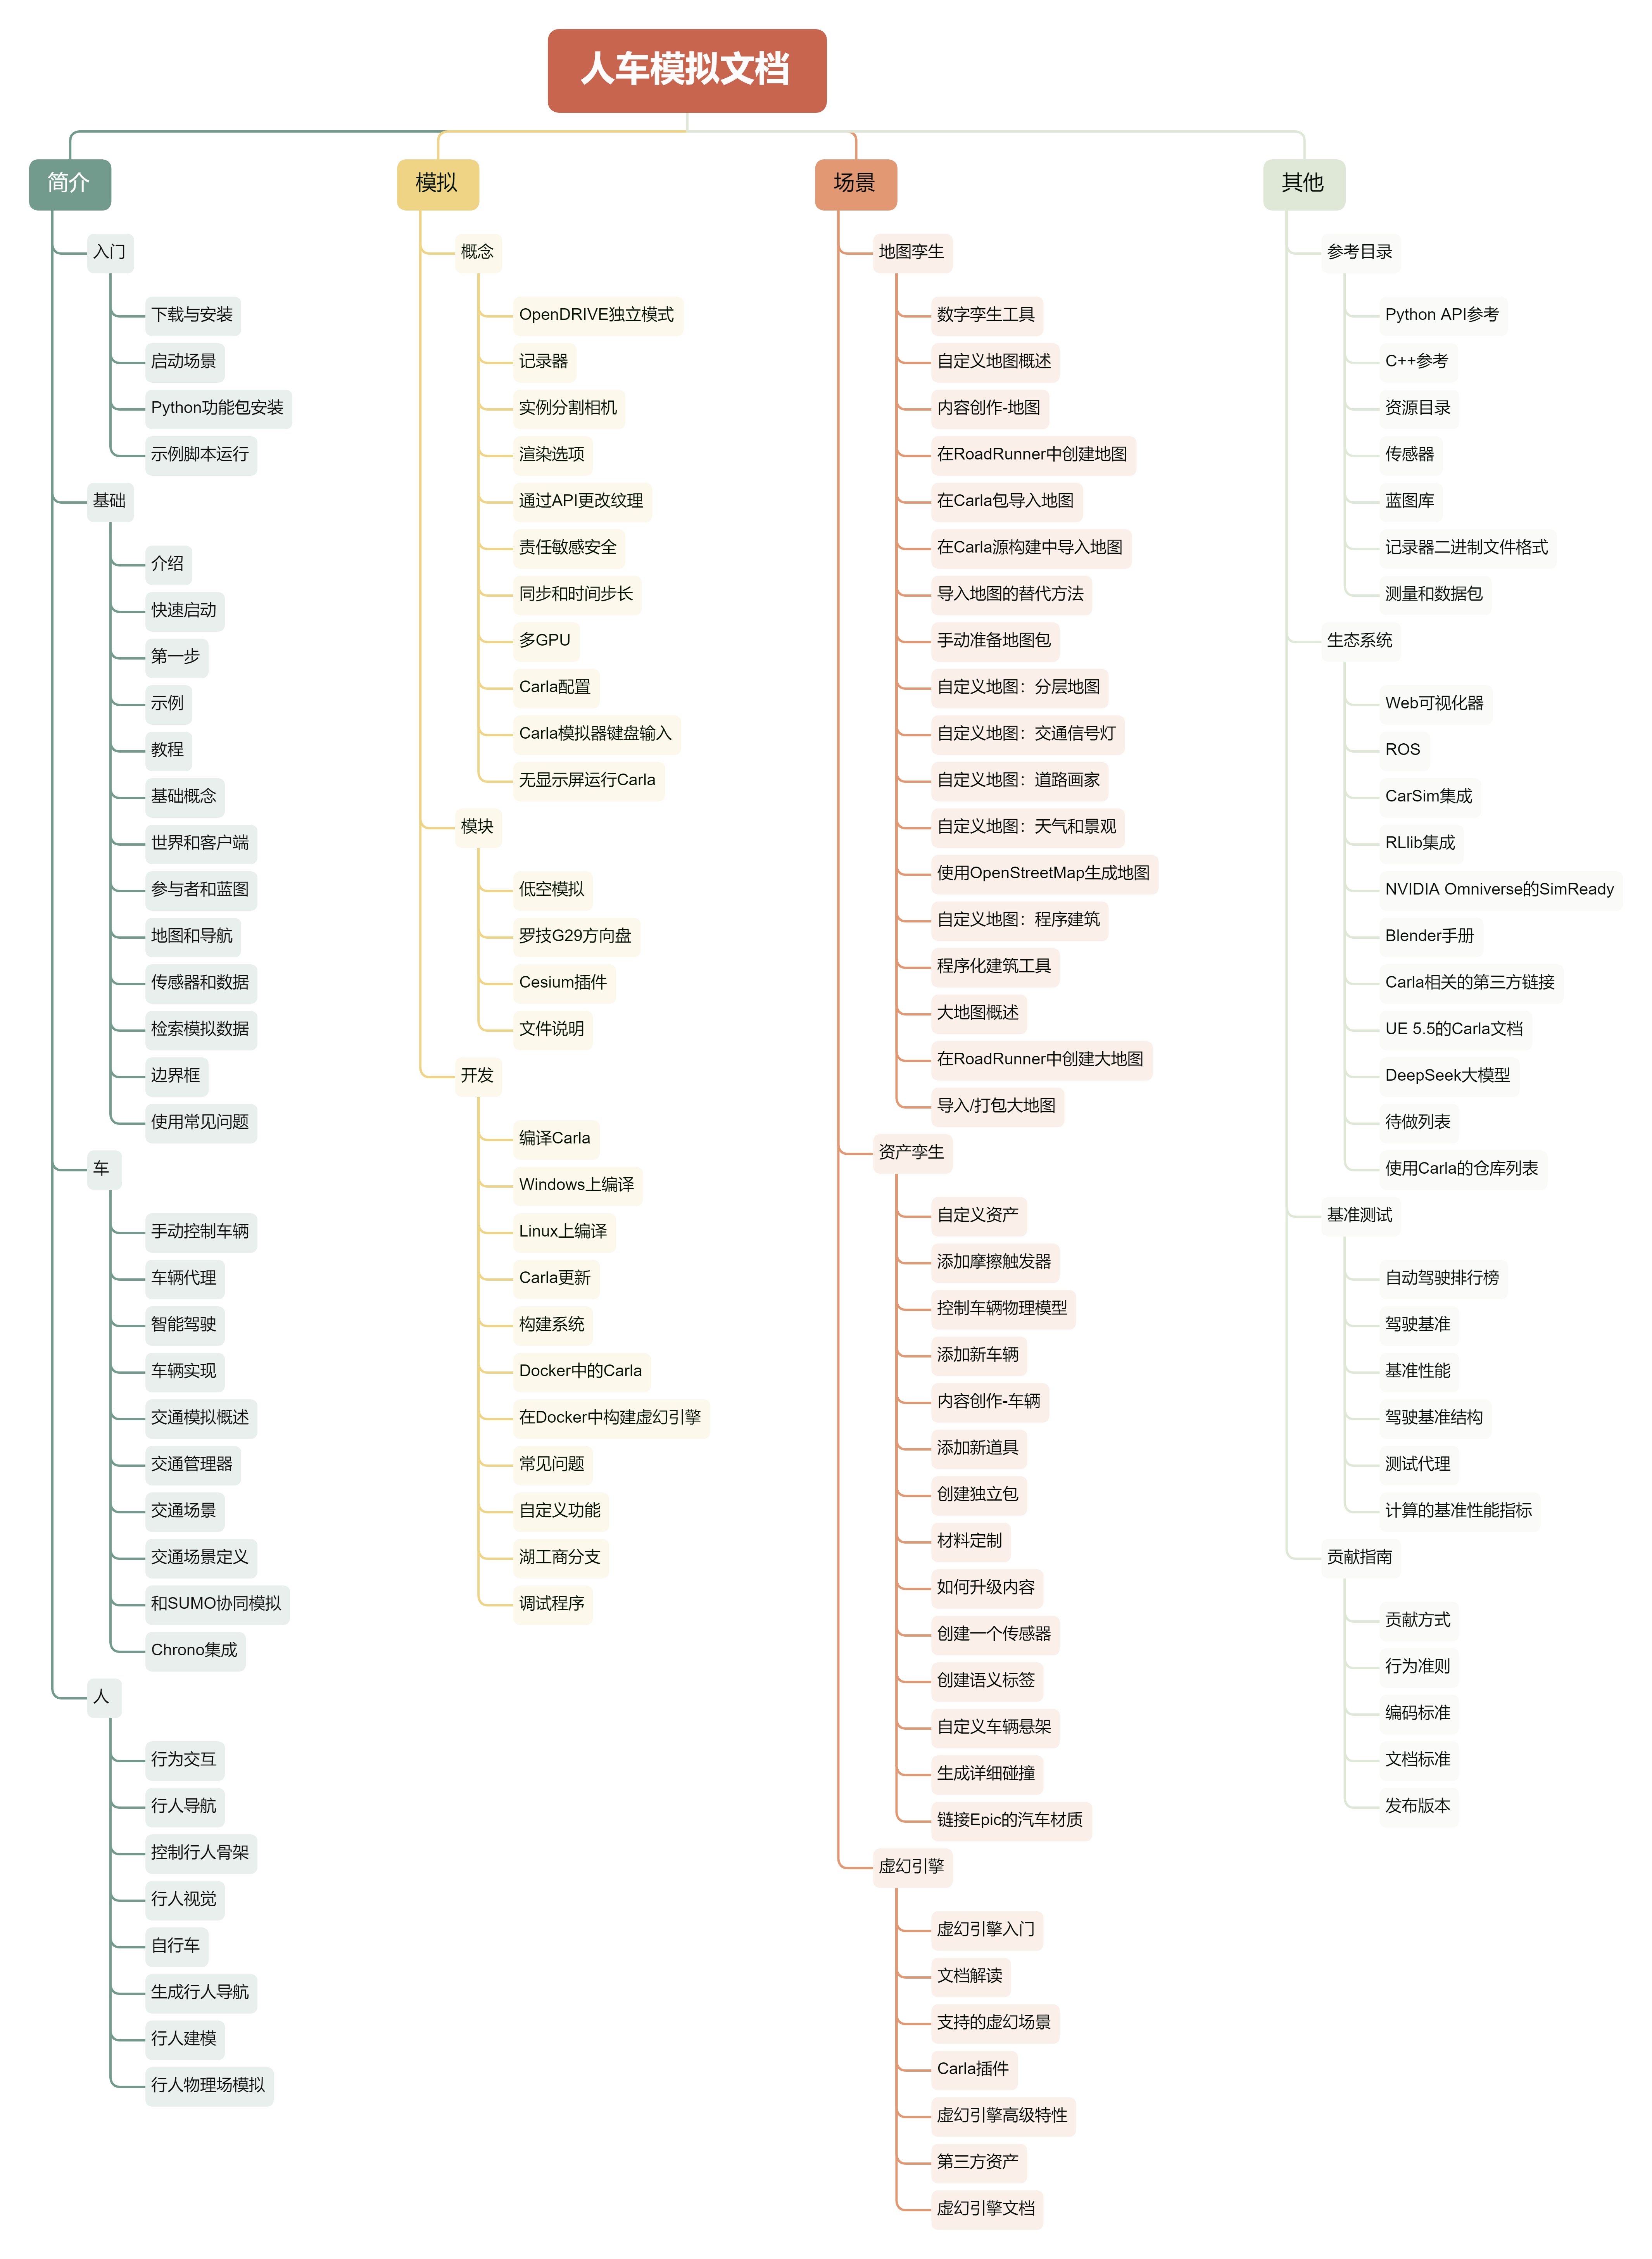 人车模拟文档
简介
入门
下载与安装
启动场景
Python功能包安装
示例脚本运行
基础
介绍
快速启动
第一步
示例
教程
基础概念
世界和客户端
参与者和蓝图
地图和导航
传感器和数据
检索模拟数据
边界框
使用常见问题
车
手动控制车辆
车辆代理
智能驾驶
车辆实现
交通模拟概述
交通管理器
交通场景
交通场景定义
和SUMO协同模拟
Chrono集成
人
行为交互
行人导航
控制行人骨架
行人视觉
自行车
生成行人导航
行人建模
行人物理场模拟
模拟
概念
OpenDRIVE独立模式
记录器
实例分割相机
渲染选项
通过API更改纹理
责任敏感安全
同步和时间步长
多GPU
Carla配置
Carla模拟器键盘输入
无显示屏运行Carla
模块
低空模拟
罗技G29方向盘
Cesium插件
文件说明
开发
编译Carla
Windows上编译
Linux上编译
Carla更新
构建系统
Docker中的Carla
在Docker中构建虚幻引擎
常见问题
自定义功能
湖工商分支
调试程序
场景
地图孪生
数字孪生工具
自定义地图概述
内容创作-地图
在RoadRunner中创建地图
在Carla包导入地图
在Carla源构建中导入地图
导入地图的替代方法
手动准备地图包
自定义地图：分层地图
自定义地图：交通信号灯
自定义地图：道路画家
自定义地图：天气和景观
使用OpenStreetMap生成地图
自定义地图：程序建筑
程序化建筑工具
大地图概述
在RoadRunner中创建大地图
导入/打包大地图
资产孪生
自定义资产
添加摩擦触发器
控制车辆物理模型
添加新车辆
内容创作-车辆
添加新道具
创建独立包
材料定制
如何升级内容
创建一个传感器
创建语义标签
自定义车辆悬架
生成详细碰撞
链接Epic的汽车材质
虚幻引擎
虚幻引擎入门
文档解读
支持的虚幻场景
Carla插件
虚幻引擎高级特性
第三方资产
虚幻引擎文档
其他
参考目录
Python API参考
C++参考
资源目录
传感器
蓝图库
记录器二进制文件格式
测量和数据包
生态系统
Web可视化器
ROS
CarSim集成
RLlib集成
NVIDIA Omniverse的SimReady
Blender手册
Carla相关的第三方链接
UE 5.5的Carla文档
DeepSeek大模型
待做列表
使用Carla的仓库列表
基准测试
自动驾驶排行榜
驾驶基准
基准性能
驾驶基准结构
测试代理
计算的基准性能指标
贡献指南
贡献方式
行为准则
编码标准
文档标准
发布版本